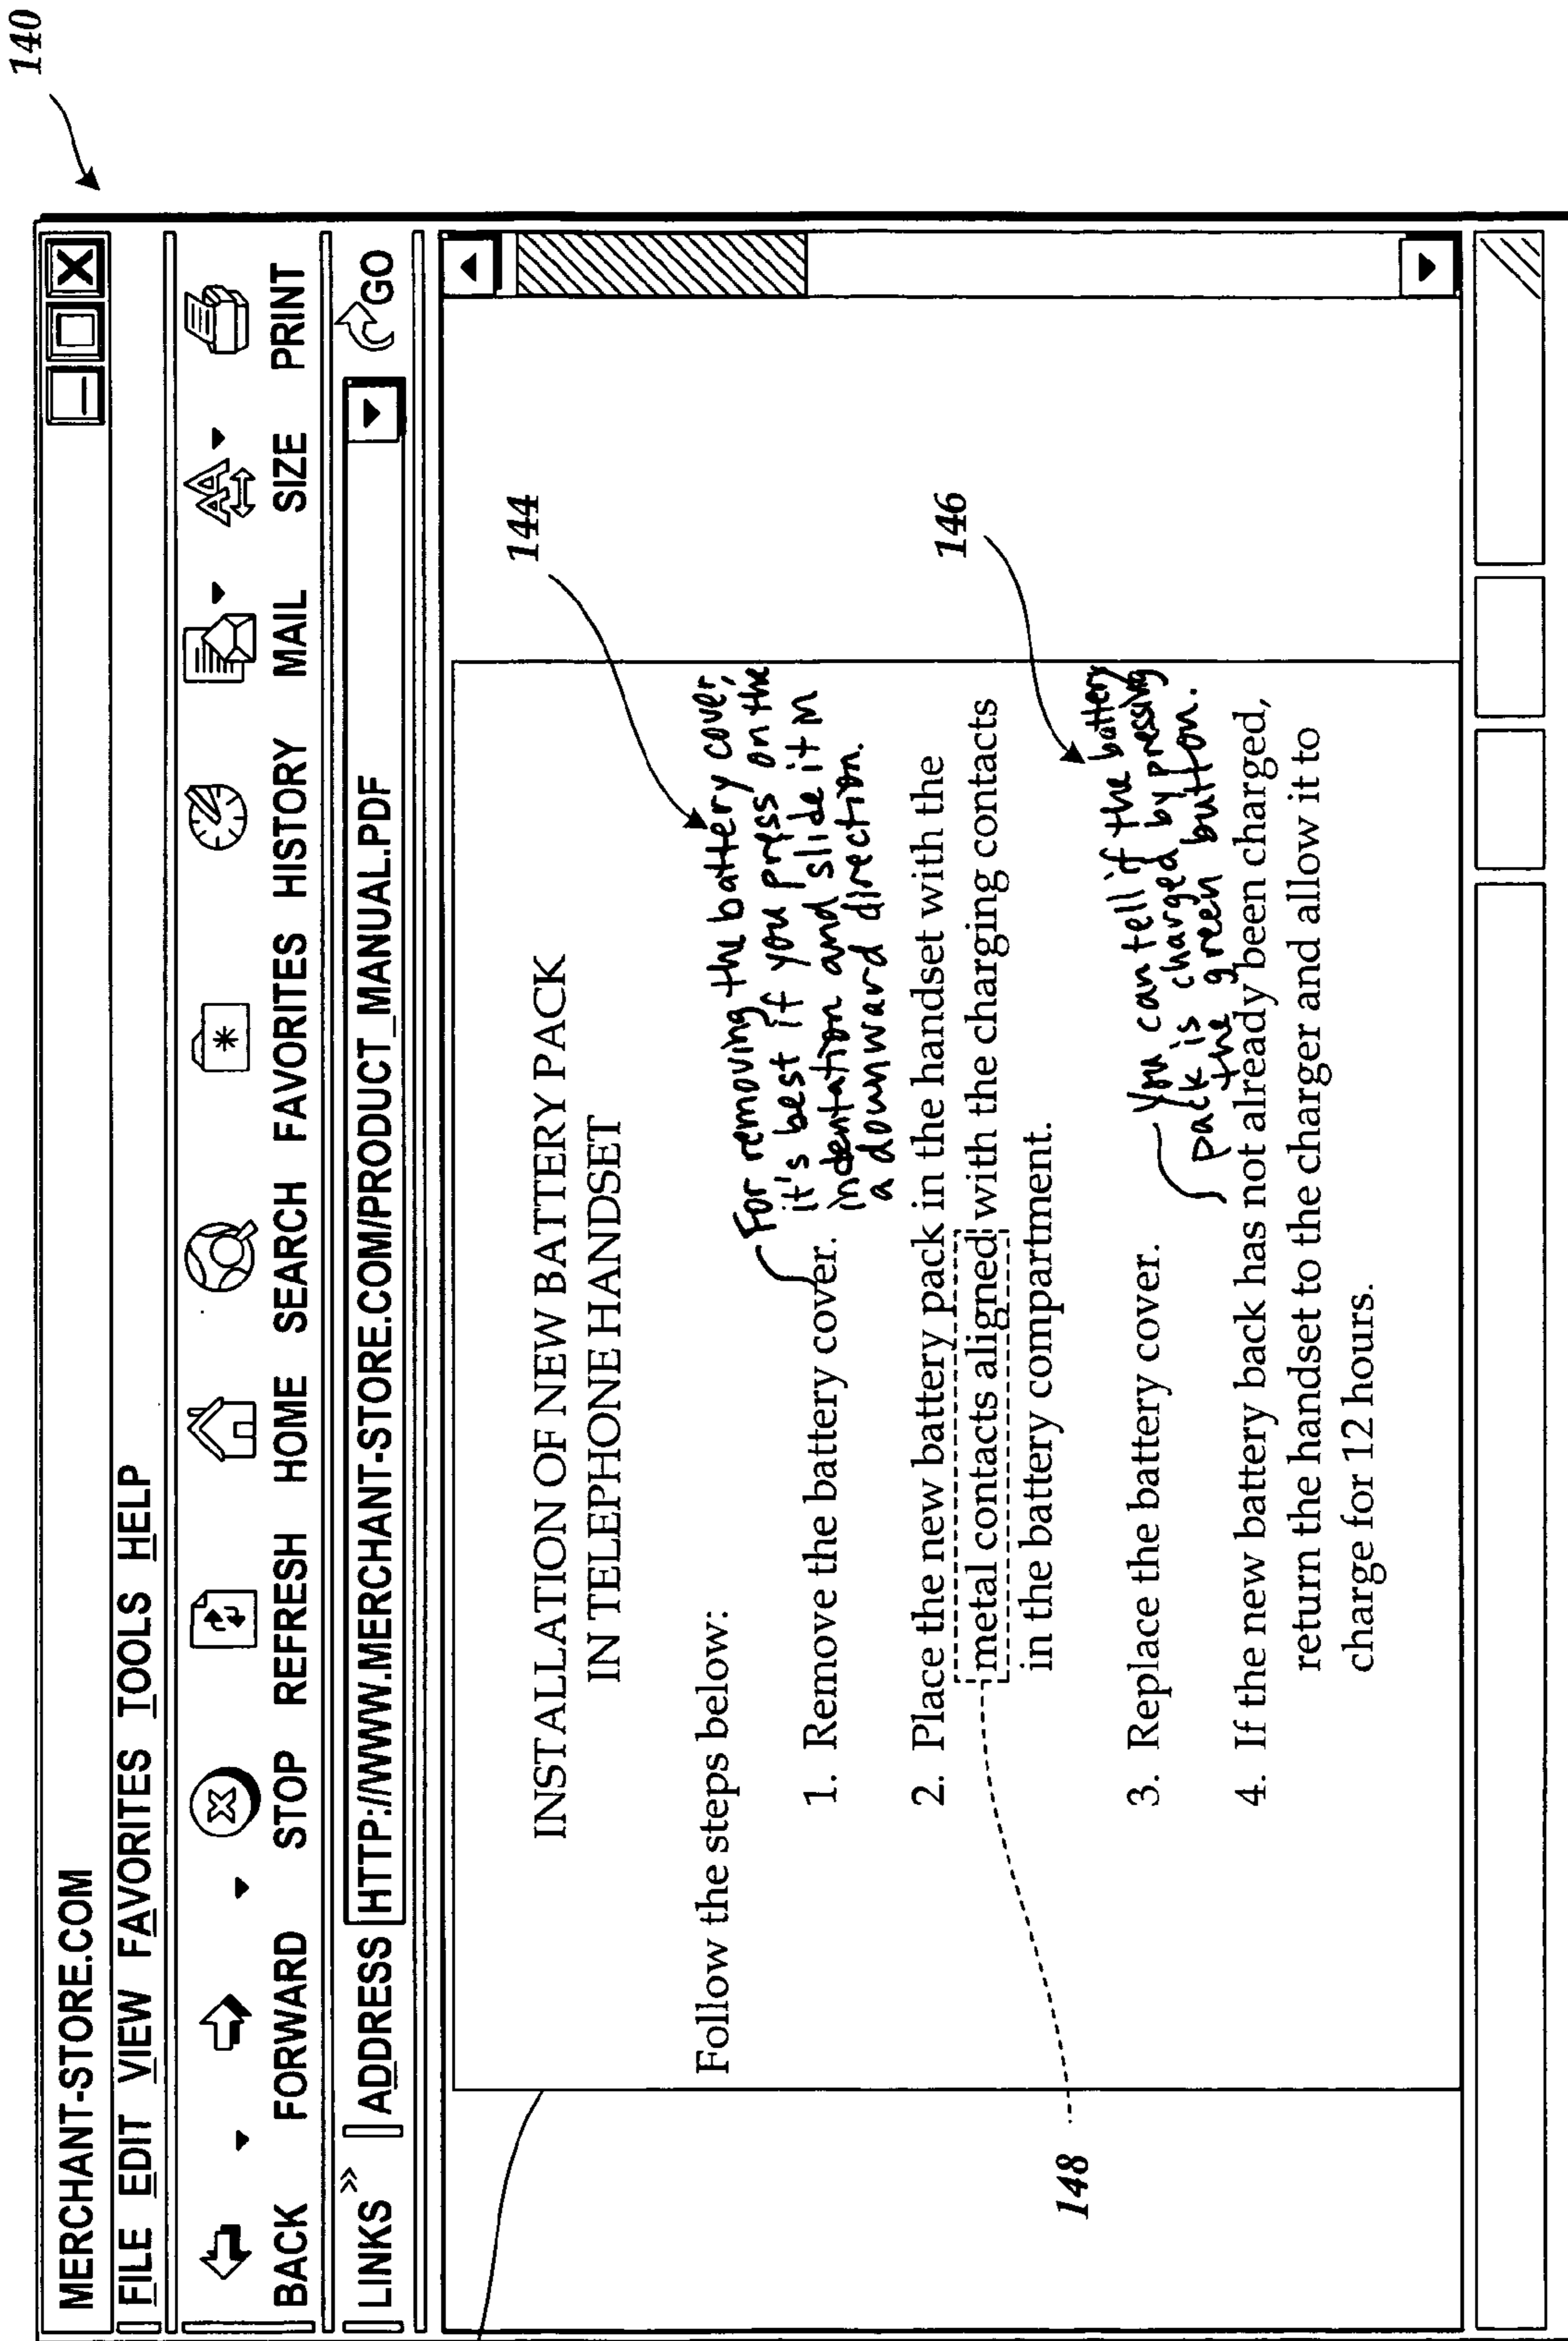 140
MERCHANT-STORE.COM
FILE EDIT VIEW FAVORITES TOOLS HELP
BACK FORWARD STOP REFRESH HOME SEARCH FAVORITES HISTORY MAIL SIZE PRINT
LINKS » ADDRESS HTTP://WWW.MERCHANT-STORE.COM/PRODUCT_MANUAL.PDF GO
INSTALLATION OF NEW BATTERY PACK
IN TELEPHONE HANDSET
144
Follow the steps below:
For removing the battery cover,
it's best if you press on the
indentation and slide it in
a downward direction.
1. Remove the battery cover.
2. Place the new battery pack in the handset with the
metal contacts aligned with the charging contacts
in the battery compartment.
146
148
You can tell if the battery
pack is charged by pressing
the green button.
3. Replace the battery cover.
4. If the new battery back has not already been charged,
return the handset to the charger and allow it to
charge for 12 hours.